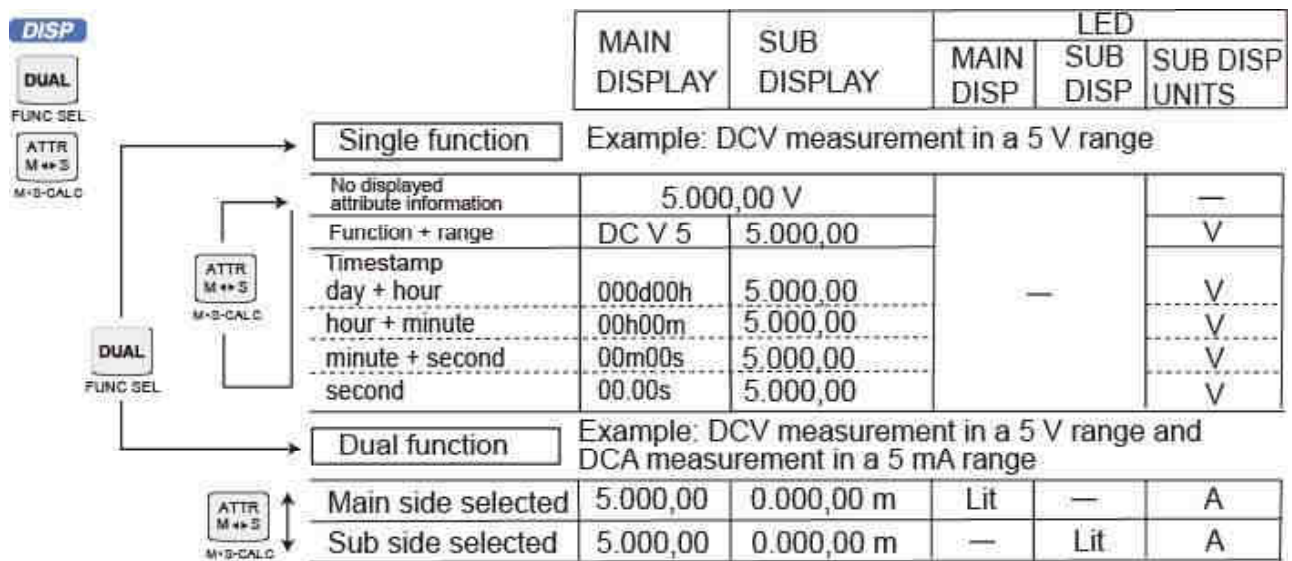 DISP
DUAL
FUNC SEL
ATTR
M↔S
M·S-CALC
MAIN DISPLAY SUB DISPLAY LED
MAIN DISP SUB DISP SUB DISP UNITS
Single function Example: DCV measurement in a 5 V range
No displayed attribute information 5.000,00 V —
Function + range DC V 5 5.000,00 V
Timestamp
day + hour 000d00h 5.000,00 — V
hour + minute 00h00m 5.000,00 V
minute + second 00m00s 5.000,00 V
second 00.00s 5.000,00 V
ATTR
M↔S
M·S-CALC
DUAL
FUNC SEL
Dual function Example: DCV measurement in a 5 V range and
DCA measurement in a 5 mA range
Main side selected 5.000,00 0.000,00 m Lit — A
Sub side selected 5.000,00 0.000,00 m — Lit A
ATTR
M↔S
M·S-CALC